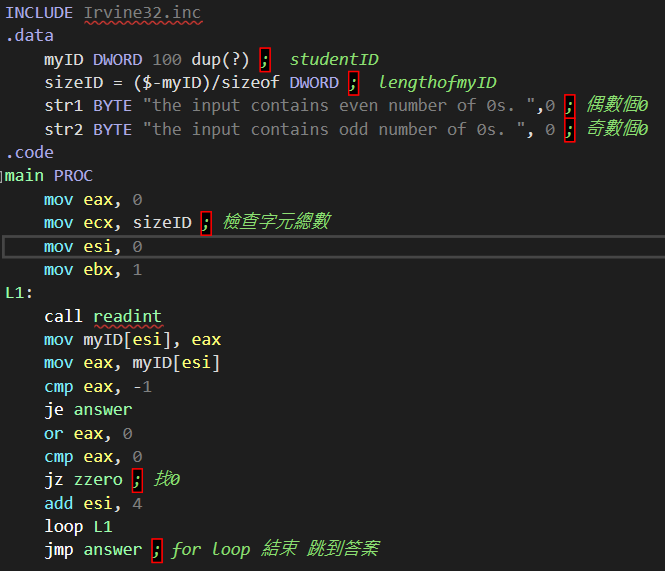 INCLUDE Irvine32.inc
.data
myID DWORD 100 dup(?) ; studentID
sizeID = ($-myID)/sizeof DWORD ; lengthofmyID
str1 BYTE "the input contains even number of 0s. ",0 ; 偶數個0
str2 BYTE "the input contains odd number of 0s. ", 0 ; 奇數個0
.code
main PROC
mov eax, 0
mov ecx, sizeID ; 檢查字元總數
mov esi, 0
mov ebx, 1
L1:
call readint
mov myID[esi], eax
mov eax, myID[esi]
cmp eax, -1
je answer
or eax, 0
cmp eax, 0
jz zzero ; 找0
add esi, 4
loop L1
jmp answer ; for loop 結束 跳到答案